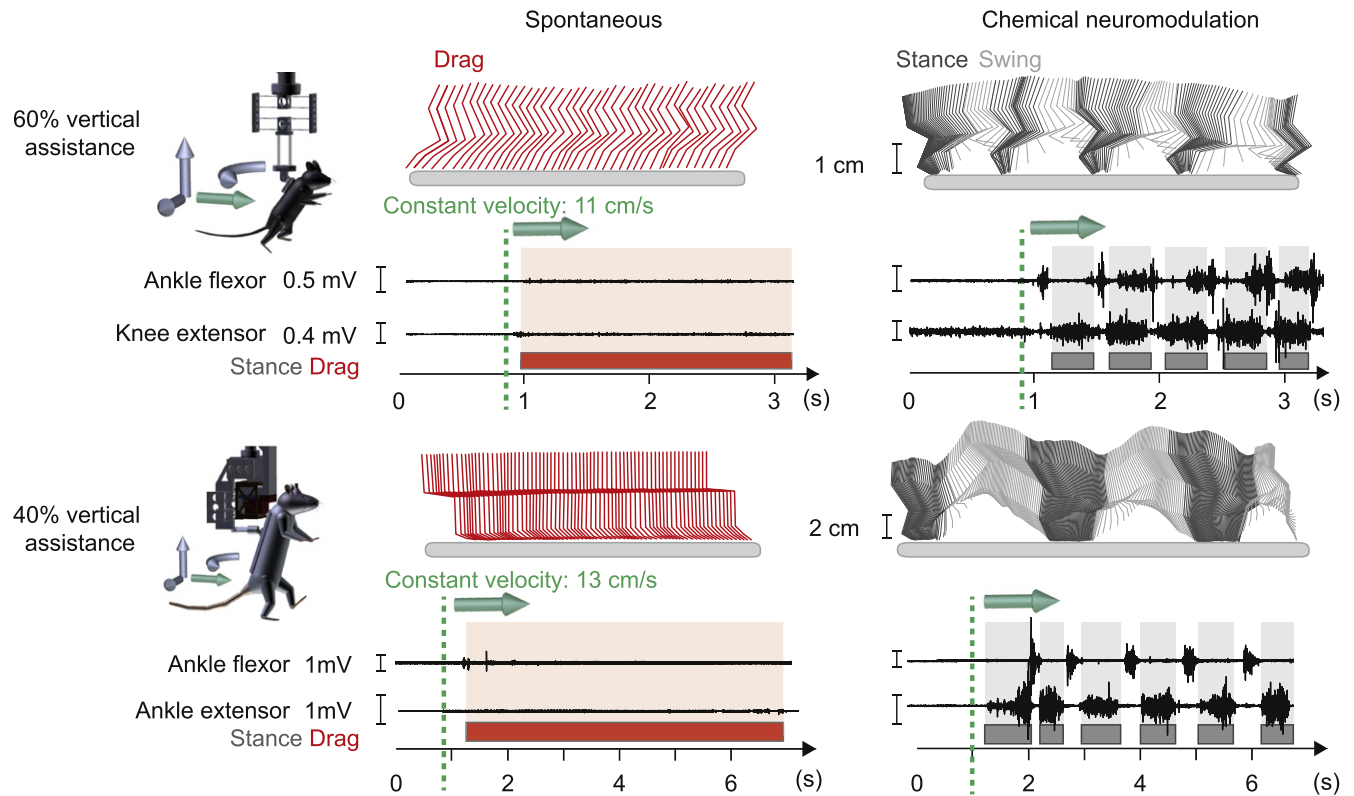 Spontaneous
Chemical neuromodulation
Drag
Stance Swing
60% vertical
assistance
1 cm
Constant velocity: 11 cm/s
Ankle flexor 0.5 mV
Knee extensor 0.4 mV
Stance Drag
0 1 2 3 (s)
0 1 2 3 (s)
40% vertical
assistance
2 cm
Constant velocity: 13 cm/s
Ankle flexor 1mV
Ankle extensor 1mV
Stance Drag
0 2 4 6 (s)
0 2 4 6 (s)